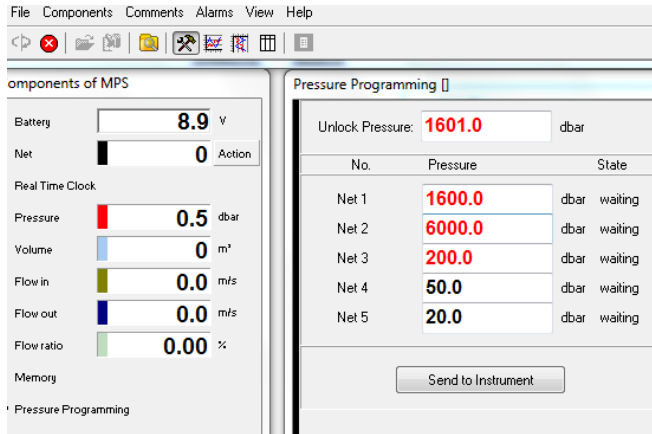 File Components Comments Alarms View Help
omponents of MPS
Battery 8.9 V
Net 0 Action
Real Time Clock
Pressure 0.5 dbar
Volume 0 m³
Flow in 0.0 m/s
Flow out 0.0 m/s
Flow ratio 0.00 %
Memory
Pressure Programming
Pressure Programming []
Unlock Pressure: 1601.0 dbar
No. Pressure State
Net 1 1600.0 dbar waiting
Net 2 6000.0 dbar waiting
Net 3 200.0 dbar waiting
Net 4 50.0 dbar waiting
Net 5 20.0 dbar waiting
Send to Instrument